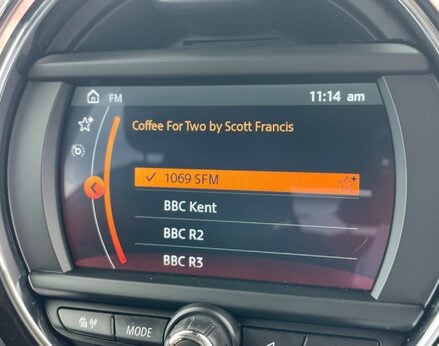 FM
11:14 am
Coffee For Two by Scott Francis
1069 SFM
BBC Kent
BBC R2
BBC R3
MODE